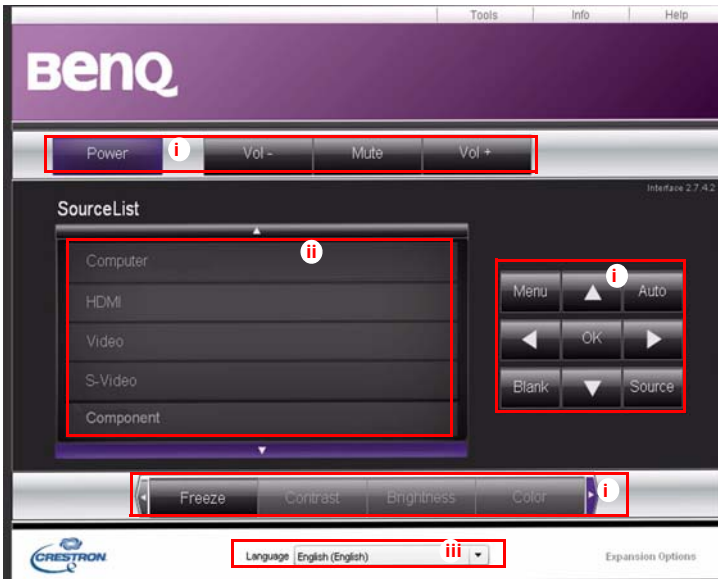 Tools Info Help
BenQ
Power i Vol - Mute Vol +
Interface 2.7.4.2
SourceList
ii
Computer
HDMI
Video
S-Video
Component
i
Menu Auto
OK
Blank Source
Freeze Contrast Brightness Color i
CRESTRON
Language English (English) iii
Expansion Options